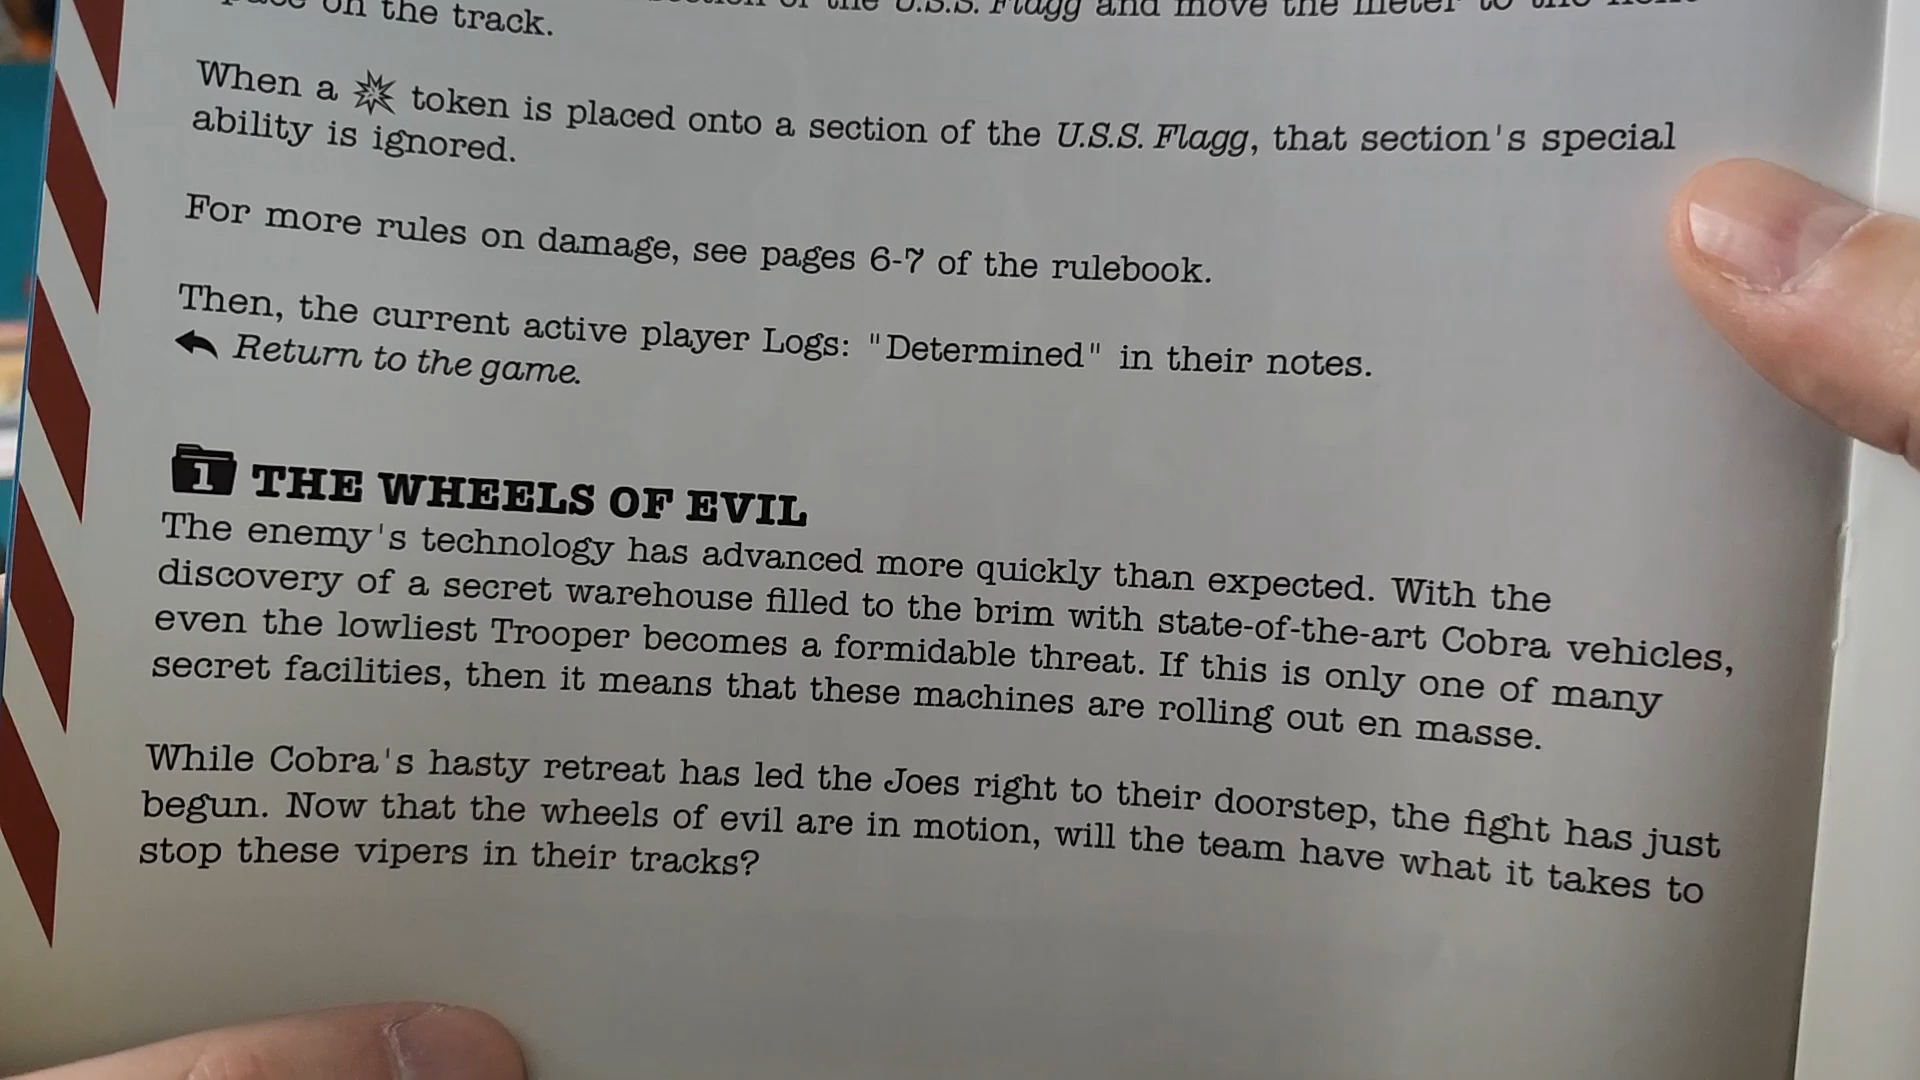 on the track.
of the U.S.S. Flagg and move the meter to the
When a token is placed onto a section of the U.S.S. Flagg, that section's special
ability is ignored.
For more rules on damage, see pages 6-7 of the rulebook.
Then, the current active player Logs: "Determined" in their notes.
Return to the game.
1 THE WHEELS OF EVIL
The enemy's technology has advanced more quickly than expected. With the
discovery of a secret warehouse filled to the brim with state-of-the-art Cobra vehicles,
even the lowliest Trooper becomes a formidable threat. If this is only one of many
secret facilities, then it means that these machines are rolling out en masse.
While Cobra's hasty retreat has led the Joes right to their doorstep, the fight has just
begun. Now that the wheels of evil are in motion, will the team have what it takes to
stop these vipers in their tracks?